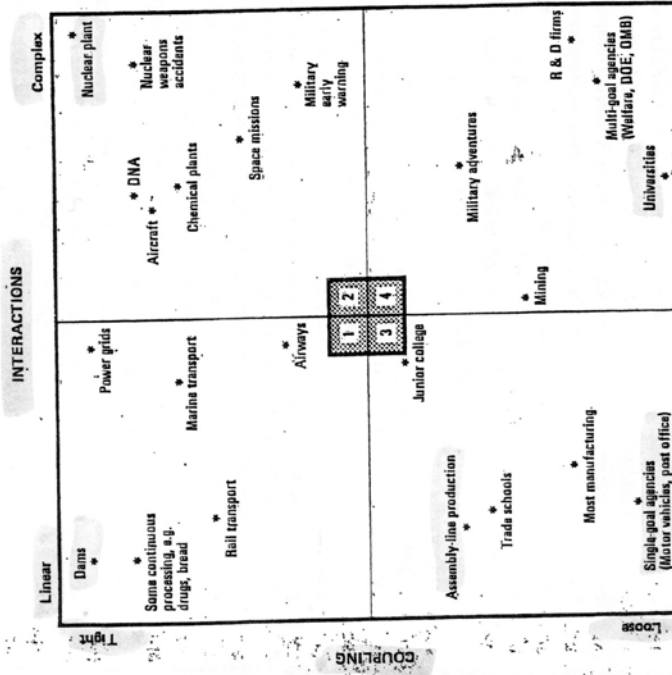 INTERACTIONS
Linear
Complex
COUPLING
Tight
Loose
Dams
Power grids
Some continuous
processing, e.g.
drugs, bread
Marine transport
Rail transport
Airways
Nuclear plant
Nuclear
weapons
accidents
DNA
Aircraft
Chemical plants
Space missions
Military
early
warning
1
2
3
4
Junior college
Assembly-line production
Trade schools
Most manufacturing
Single-goal agencies
(Motor vehicles, post office)
Military adventures
Mining
R & D firms
Multi-goal agencies
(Welfare, DOE, OMB)
Universities